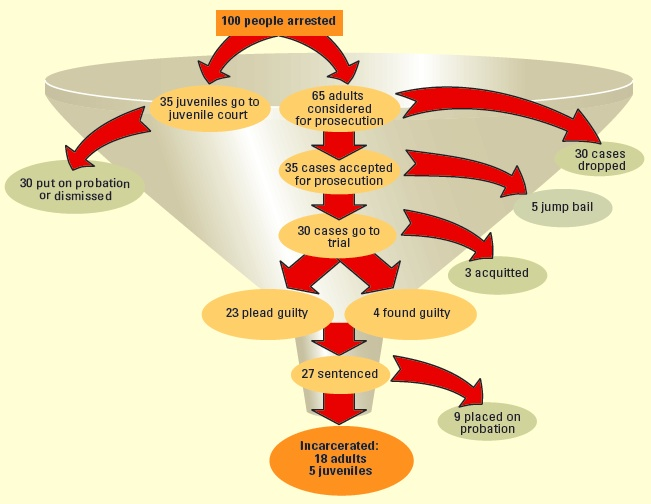 100 people arrested
35 juveniles go to
juvenile court
65 adults
considered
for prosecution
30 cases
dropped
30 put on probation
or dismissed
35 cases accepted
for prosecution
5 jump bail
30 cases go to
trial
3 acquitted
23 plead guilty
4 found guilty
27 sentenced
9 placed on
probation
Incarcerated:
18 adults
5 juveniles